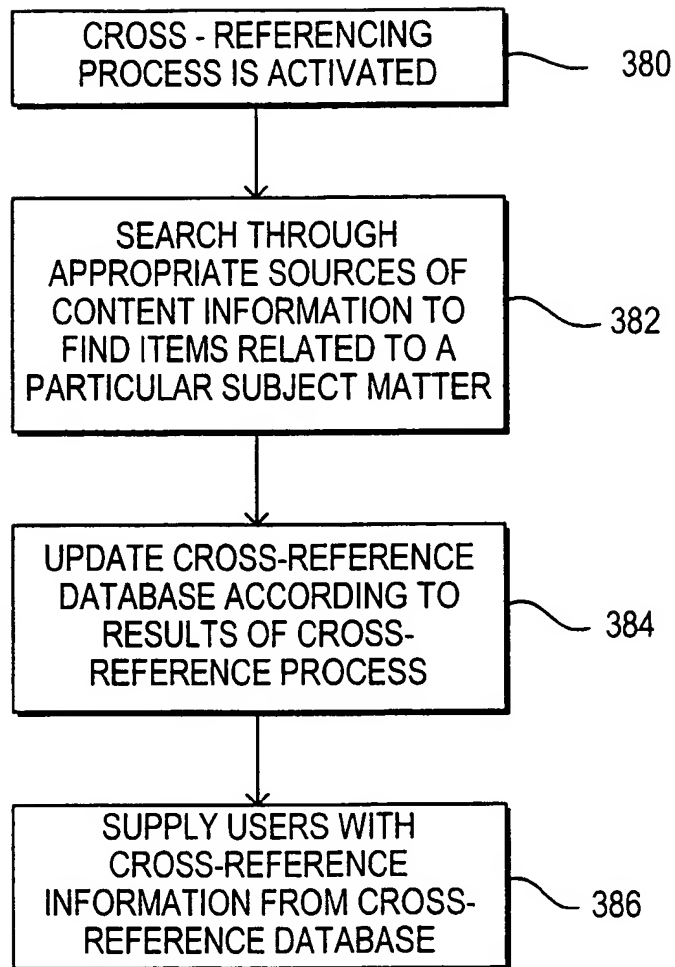 CROSS - REFERENCING
PROCESS IS ACTIVATED
380
SEARCH THROUGH
APPROPRIATE SOURCES OF
CONTENT INFORMATION TO
FIND ITEMS RELATED TO A
PARTICULAR SUBJECT MATTER
382
UPDATE CROSS-REFERENCE
DATABASE ACCORDING TO
RESULTS OF CROSS-
REFERENCE PROCESS
384
SUPPLY USERS WITH
CROSS-REFERENCE
INFORMATION FROM CROSS-
REFERENCE DATABASE
386